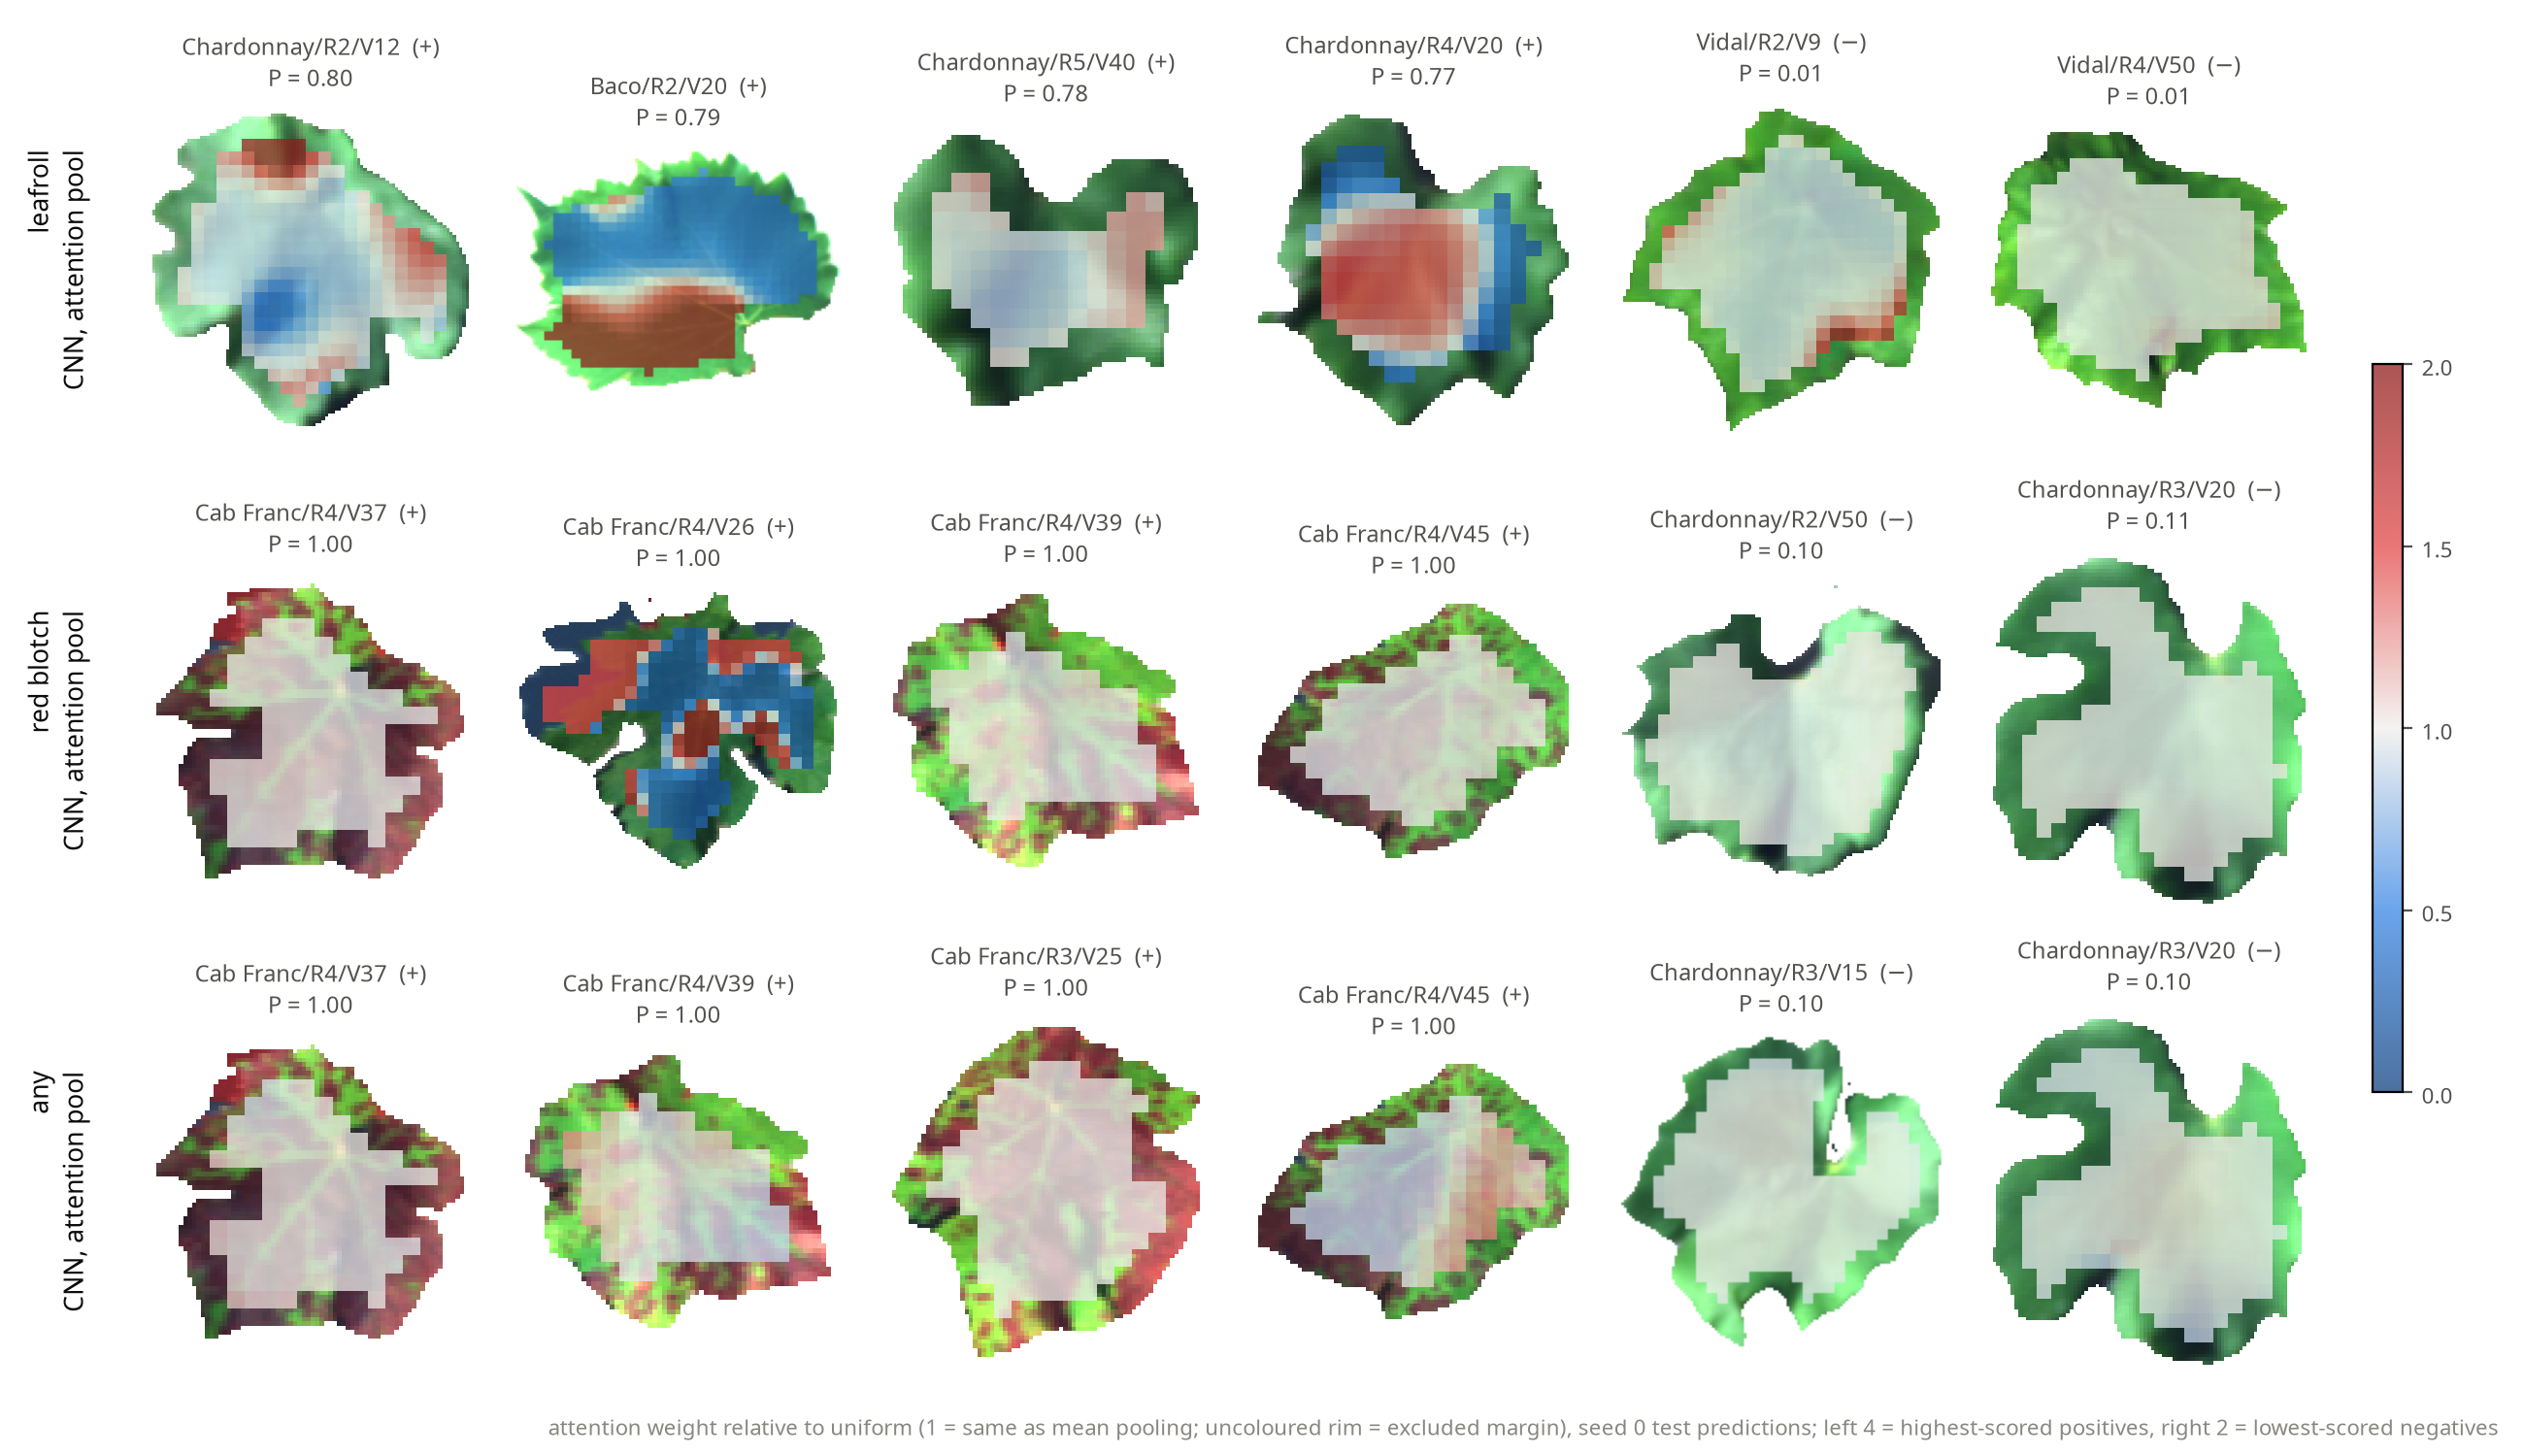 leafroll
CNN, attention pool
Chardonnay/R2/V12 (+)
P = 0.80
Baco/R2/V20 (+)
P = 0.79
Chardonnay/R5/V40 (+)
P = 0.78
Chardonnay/R4/V20 (+)
P = 0.77
Vidal/R2/V9 (−)
P = 0.01
Vidal/R4/V50 (−)
P = 0.01
red blotch
CNN, attention pool
Cab Franc/R4/V37 (+)
P = 1.00
Cab Franc/R4/V26 (+)
P = 1.00
Cab Franc/R4/V39 (+)
P = 1.00
Cab Franc/R4/V45 (+)
P = 1.00
Chardonnay/R2/V50 (−)
P = 0.10
Chardonnay/R3/V20 (−)
P = 0.11
any
CNN, attention pool
Cab Franc/R4/V37 (+)
P = 1.00
Cab Franc/R4/V39 (+)
P = 1.00
Cab Franc/R3/V25 (+)
P = 1.00
Cab Franc/R4/V45 (+)
P = 1.00
Chardonnay/R3/V15 (−)
P = 0.10
Chardonnay/R3/V20 (−)
P = 0.10
2.0
1.5
1.0
0.5
0.0
attention weight relative to uniform (1 = same as mean pooling; uncoloured rim = excluded margin), seed 0 test predictions; left 4 = highest-scored positives, right 2 = lowest-scored negatives